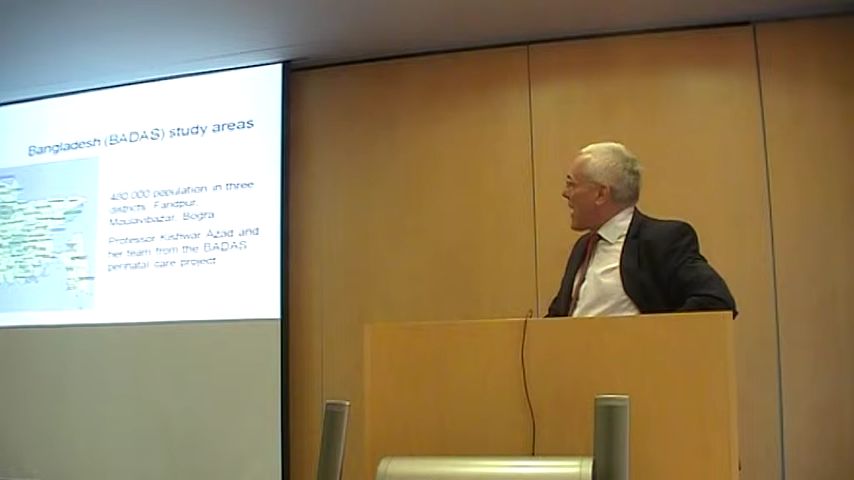 Bangladesh (BADAS) study areas
480 000 population in three
districts: Faridpur,
Moulavibazar, Bogra
Professor Kishwar Azad and
her team from the BADAS
perinatal care project